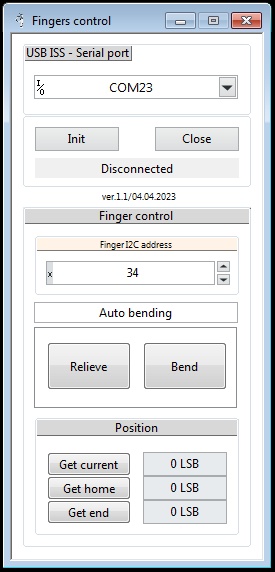 Fingers control
USB ISS - Serial port
I/O COM23
Init Close
Disconnected
ver.1.1/04.04.2023
Finger control
Finger I2C address
x 34
Auto bending
Relieve Bend
Position
Get current 0 LSB
Get home 0 LSB
Get end 0 LSB